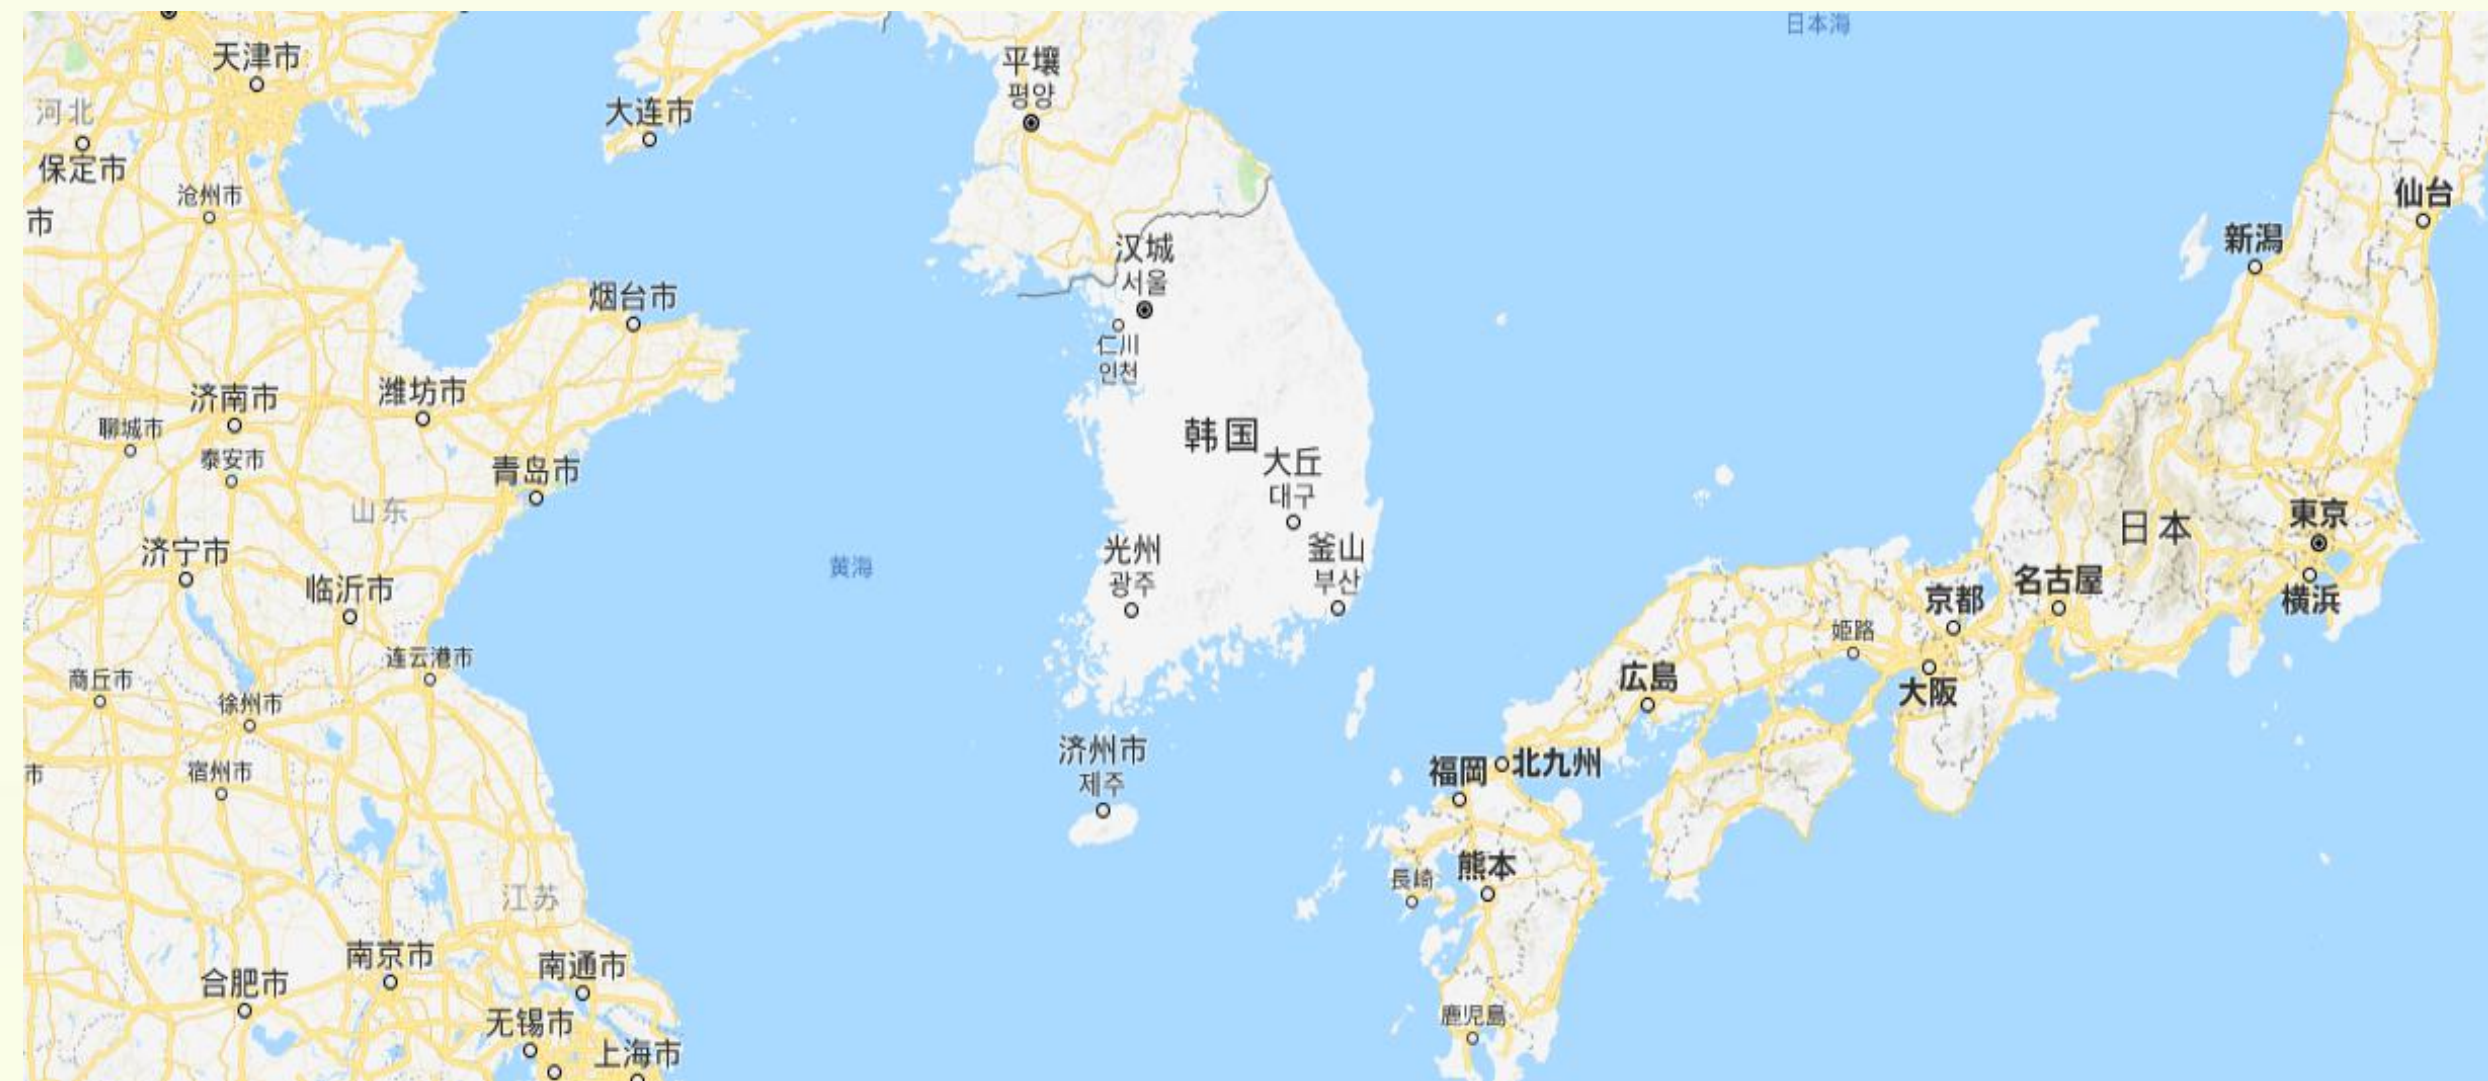 日本海
天津市
平壤
평양
河北
大连市
保定市
沧州市
市
仙台
新潟
汉城
서울
烟台市
仁川
인천
济南市
潍坊市
聊城市
泰安市
韩国
大丘
대구
青岛市
山东
東京
日本
济宁市
光州
광주
釜山
부산
黄海
临沂市
名古屋
京都
横浜
姫路
连云港市
商丘市
徐州市
広島
大阪
济州市
제주
福岡
北九州
宿州市
市
熊本
長崎
江苏
南京市
南通市
合肥市
无锡市
鹿児島
上海市